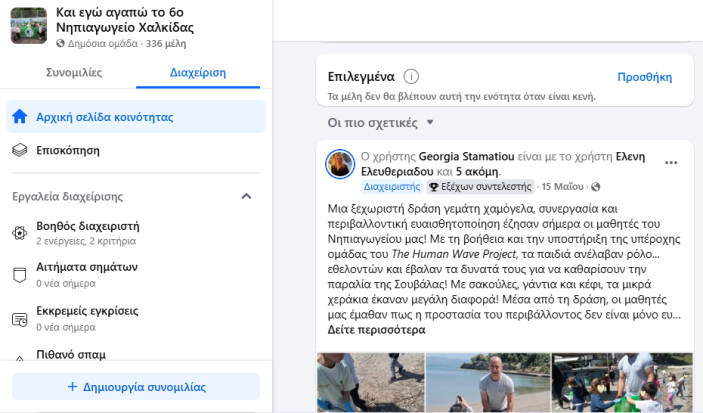 Και εγώ αγαπώ το 6ο
Νηπιαγωγείο Χαλκίδας
Δημόσια ομάδα · 336 μέλη
Συνομιλίες
Διαχείριση
Αρχική σελίδα κοινότητας
Επισκόπηση
Εργαλεία διαχείρισης
Βοηθός διαχειριστή
2 ενέργειες, 2 κριτήρια
Αιτήματα σημάτων
0 νέα σήμερα
Εκκρεμείς εγκρίσεις
0 νέα σήμερα
Πιθανό σπαμ
+ Δημιουργία συνομιλίας
Επιλεγμένα
Προσθήκη
Τα μέλη δεν θα βλέπουν αυτή την ενότητα όταν είναι κενή.
Οι πιο σχετικές
Ο χρήστης Georgia Stamatiou είναι με το χρήστη Ελενη
Ελευθεριαδου και 5 ακόμη.
Διαχειριστής Εξέχων συντελεστής · 15 Μαΐου ·
Μια ξεχωριστή δράση γεμάτη χαμόγελα, συνεργασία και
περιβαλλοντική ευαισθητοποίηση έζησαν σήμερα οι μαθητές του
Νηπιαγωγείου μας! Με τη βοήθεια και την υποστήριξη της υπέροχης
ομάδας του The Human Wave Project, τα παιδιά ανέλαβαν ρόλο...
εθελοντών και έβαλαν τα δυνατά τους για να καθαρίσουν την
παραλία της Σουβάλας! Με σακούλες, γάντια και κέφι, τα μικρά
χεράκια έκαναν μεγάλη διαφορά! Μέσα από τη δράση, οι μαθητές
μας έμαθαν πως η προστασία του περιβάλλοντος δεν είναι μόνο ευ...
Δείτε περισσότερα